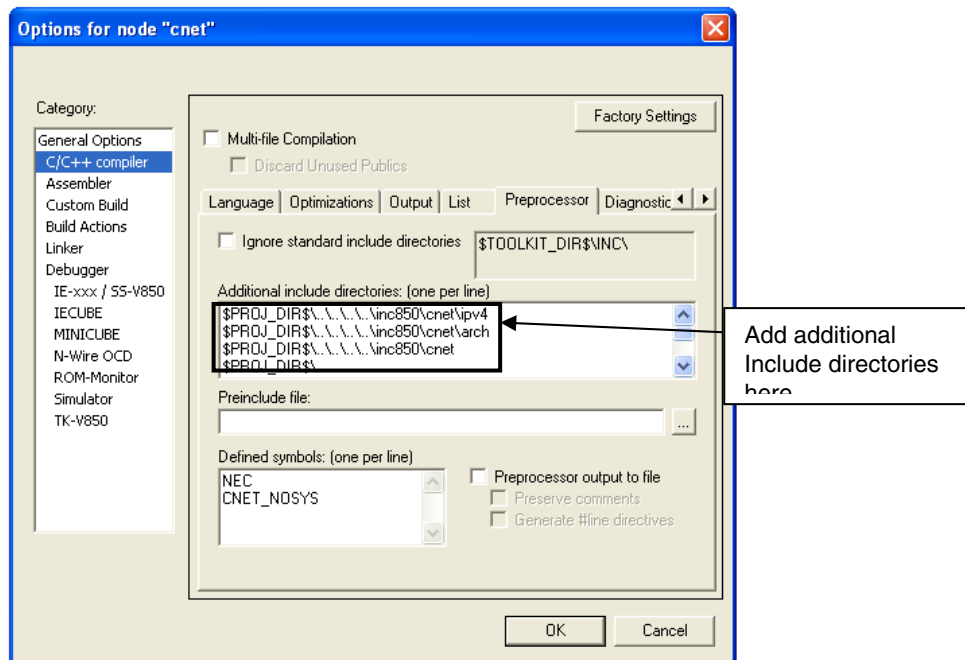 Options for node "cnet"
Category:
General Options
C/C++ compiler
Assembler
Custom Build
Build Actions
Linker
Debugger
IE-xxx / SS-V850
IECUBE
MINICUBE
N-Wire OCD
ROM-Monitor
Simulator
TK-V850
Factory Settings
Multi-file Compilation
Discard Unused Publics
Language Optimizations Output List Preprocessor Diagnostic
Ignore standard include directories
$TOOLKIT_DIR$\INC\
Additional include directories: (one per line)
$PROJ_DIR$\..\..\..\..\inc850\cnet\ipv4
$PROJ_DIR$\..\..\..\..\inc850\cnet\arch
$PROJ_DIR$\..\..\..\..\inc850\cnet
$PROJ_DIR$\
Add additional
Include directories
here
Preinclude file:
...
Defined symbols: (one per line)
NEC
CNET_NOSYS
Preprocessor output to file
Preserve comments
Generate #line directives
OK Cancel